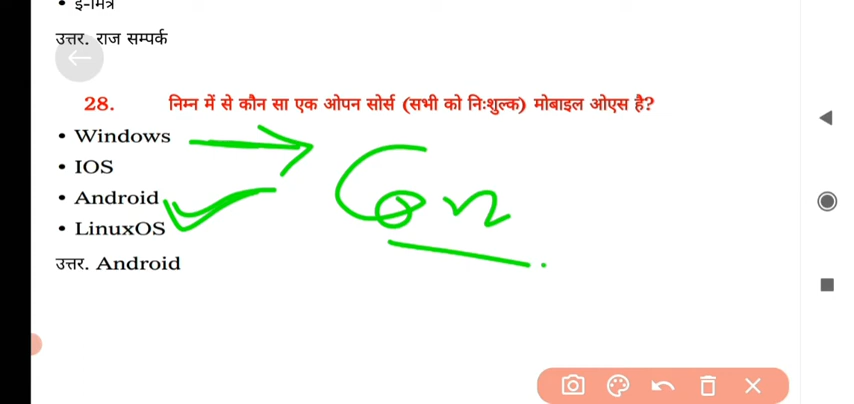 • ई-मित्र
उत्तर. राज सम्पर्क
28. निम्न में से कौन सा एक ओपन सोर्स (सभी को निःशुल्क) मोबाइल ओएस है?
• Windows
• IOS
• Android
• LinuxOS
उत्तर. Android